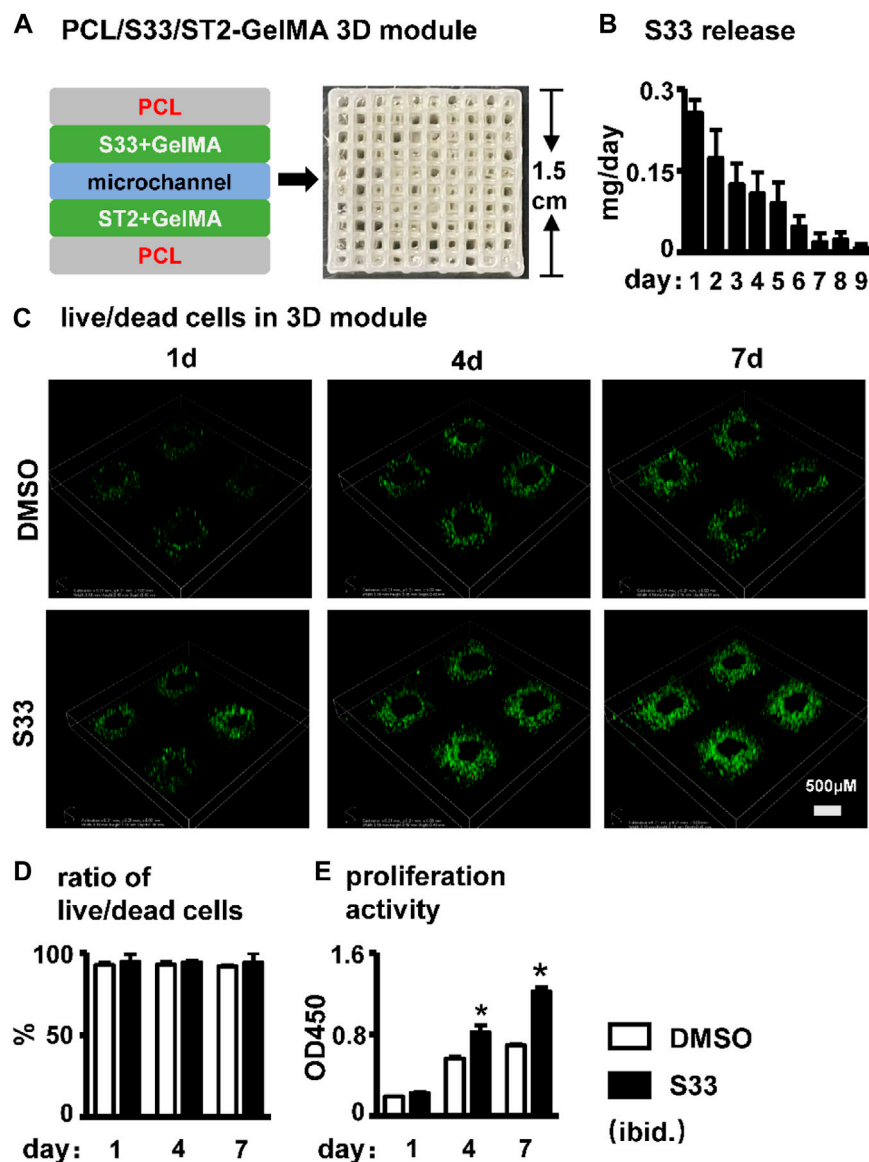 A PCL/S33/ST2-GelMA 3D module
PCL
S33+GelMA
microchannel
ST2+GelMA
PCL
1.5
cm
B S33 release
mg/day
0.3
0.15
0
day: 1 2 3 4 5 6 7 8 9
C live/dead cells in 3D module
1d 4d 7d
DMSO
S33
500μM
D ratio of
live/dead cells
%
100
50
0
day: 1 4 7
E proliferation
activity
OD450
1.6
0.8
0
* *
day: 1 4 7
DMSO
S33
(ibid.)